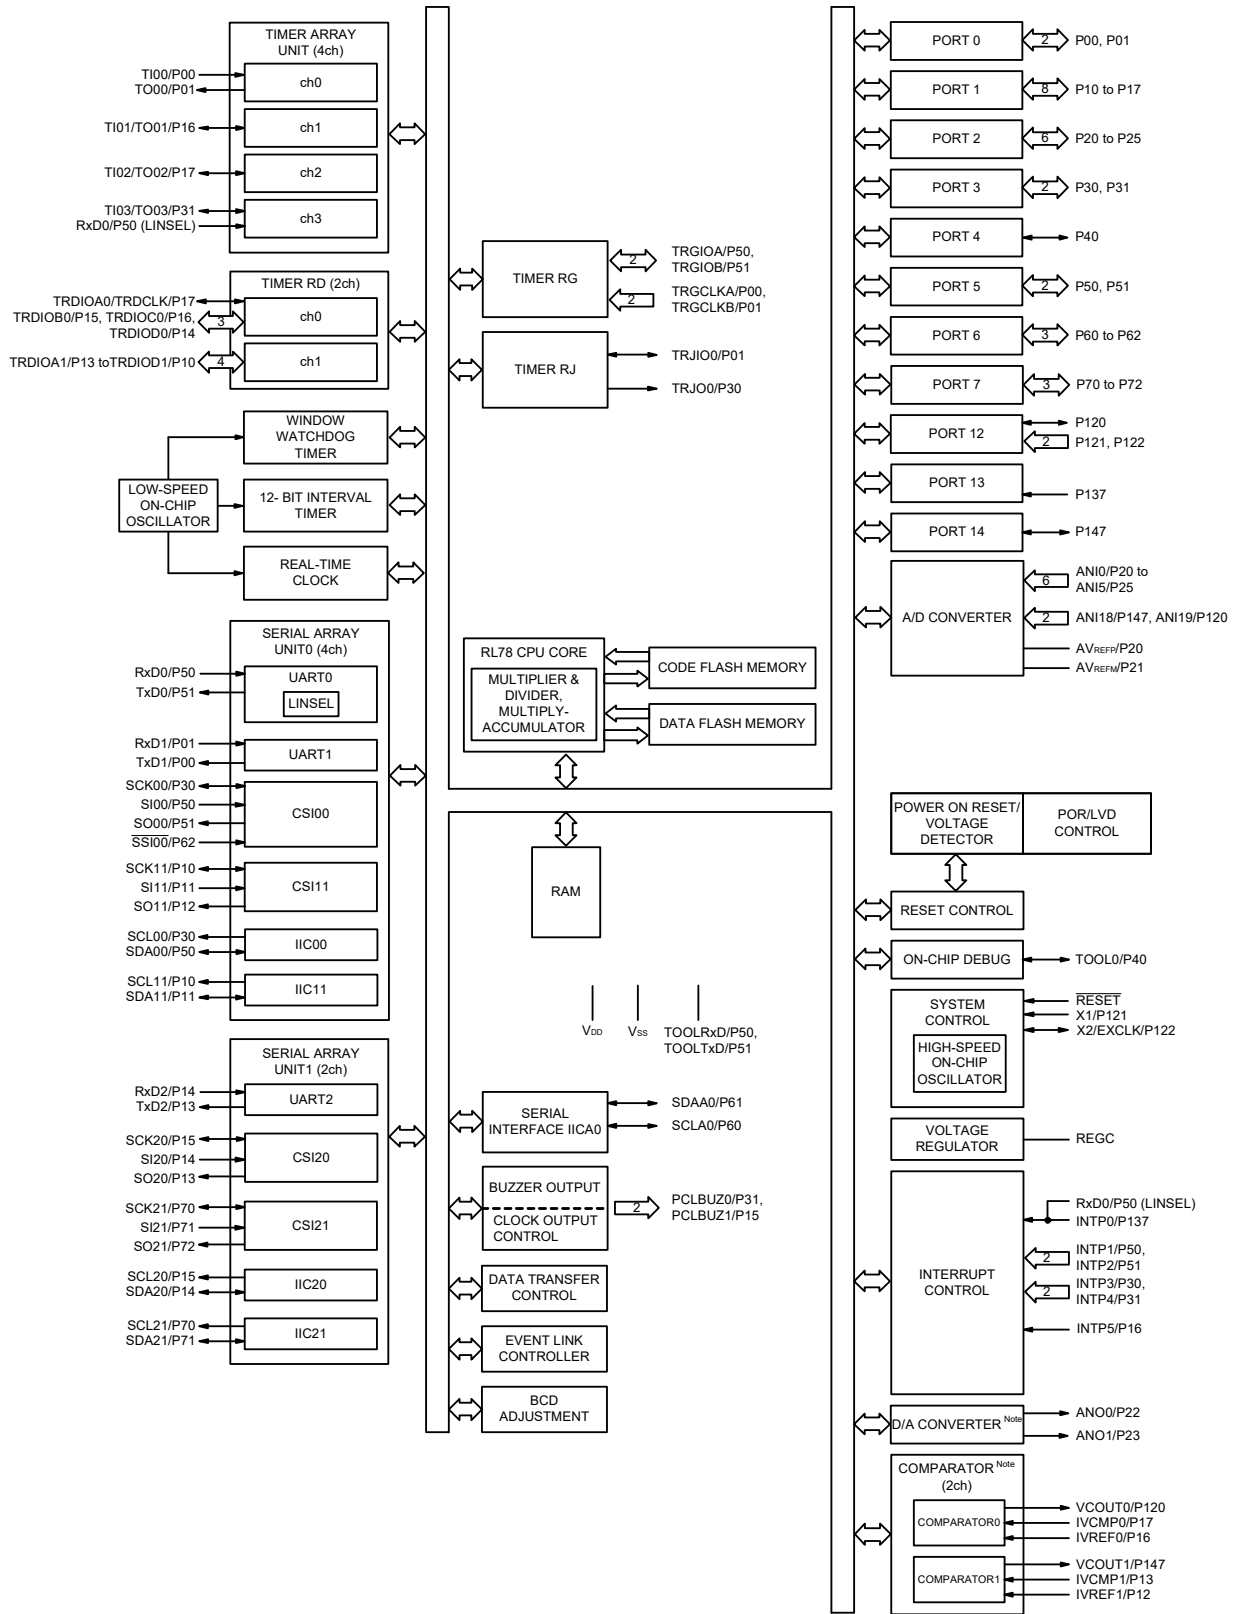 TIMER ARRAY
UNIT (4ch)
TI00/P00
TO00/P01
ch0
TI01/TO01/P16
ch1
TI02/TO02/P17
ch2
TI03/TO03/P31
RxD0/P50 (LINSEL)
ch3
TIMER RD (2ch)
TRDIOA0/TRDCLK/P17
TRDIOB0/P15, TRDIOC0/P16,
TRDIOD0/P14
3
ch0
TRDIOA1/P13 toTRDIOD1/P10
4
ch1
WINDOW
WATCHDOG
TIMER
LOW-SPEED
ON-CHIP
OSCILLATOR
12- BIT INTERVAL
TIMER
REAL-TIME
CLOCK
SERIAL ARRAY
UNIT0 (4ch)
RxD0/P50
TxD0/P51
UART0
LINSEL
RxD1/P01
TxD1/P00
UART1
SCK00/P30
SI00/P50
SO00/P51
SSI00/P62
CSI00
SCK11/P10
SI11/P11
SO11/P12
CSI11
SCL00/P30
SDA00/P50
IIC00
SCL11/P10
SDA11/P11
IIC11
SERIAL ARRAY
UNIT1 (2ch)
RxD2/P14
TxD2/P13
UART2
SCK20/P15
SI20/P14
SO20/P13
CSI20
SCK21/P70
SI21/P71
SO21/P72
CSI21
SCL20/P15
SDA20/P14
IIC20
SCL21/P70
SDA21/P71
IIC21
TIMER RG
2
TRGIOA/P50,
TRGIOB/P51
2
TRGCLKA/P00,
TRGCLKB/P01
TIMER RJ
TRJIO0/P01
TRJO0/P30
RL78 CPU CORE
MULTIPLIER &
DIVIDER,
MULTIPLY-
ACCUMULATOR
CODE FLASH MEMORY
DATA FLASH MEMORY
RAM
VDD
VSS
TOOLRxD/P50,
TOOLTxD/P51
SERIAL
INTERFACE IICA0
SDAA0/P61
SCLA0/P60
BUZZER OUTPUT
CLOCK OUTPUT
CONTROL
2
PCLBUZ0/P31,
PCLBUZ1/P15
DATA TRANSFER
CONTROL
EVENT LINK
CONTROLLER
BCD
ADJUSTMENT
PORT 0
2
P00, P01
PORT 1
8
P10 to P17
PORT 2
6
P20 to P25
PORT 3
2
P30, P31
PORT 4
P40
PORT 5
2
P50, P51
PORT 6
3
P60 to P62
PORT 7
3
P70 to P72
PORT 12
P120
2
P121, P122
PORT 13
P137
PORT 14
P147
A/D CONVERTER
6
ANI0/P20 to
ANI5/P25
2
ANI18/P147, ANI19/P120
AVREFP/P20
AVREFM/P21
POWER ON RESET/
VOLTAGE
DETECTOR
POR/LVD
CONTROL
RESET CONTROL
ON-CHIP DEBUG
TOOL0/P40
SYSTEM
CONTROL
HIGH-SPEED
ON-CHIP
OSCILLATOR
RESET
X1/P121
X2/EXCLK/P122
VOLTAGE
REGULATOR
REGC
INTERRUPT
CONTROL
RxD0/P50 (LINSEL)
INTP0/P137
2
INTP1/P50,
INTP2/P51
2
INTP3/P30,
INTP4/P31
INTP5/P16
D/A CONVERTER Note
ANO0/P22
ANO1/P23
COMPARATOR Note
(2ch)
COMPARATOR0
VCOUT0/P120
IVCMP0/P17
IVREF0/P16
COMPARATOR1
VCOUT1/P147
IVCMP1/P13
IVREF1/P12